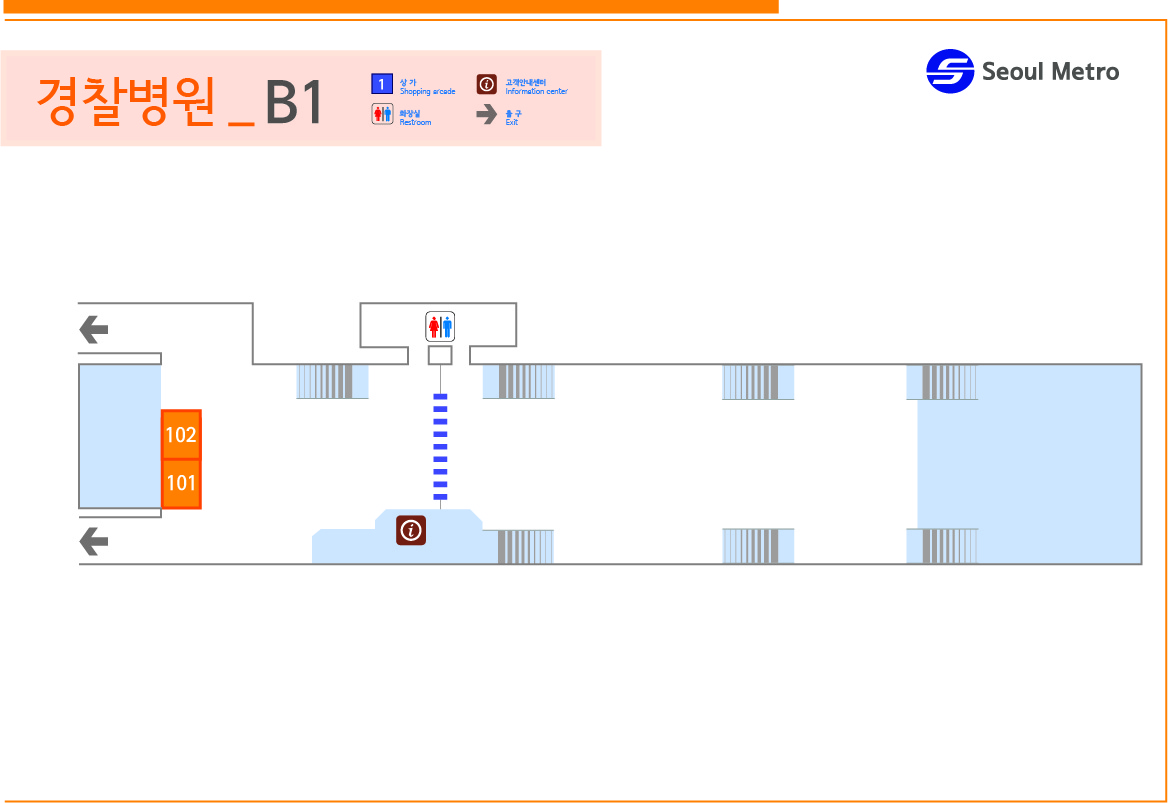 경찰병원 _ B1
1
상 가
Shopping arcade
고객안내센터
Information center
화장실
Restroom
출 구
Exit
Seoul Metro
102
101